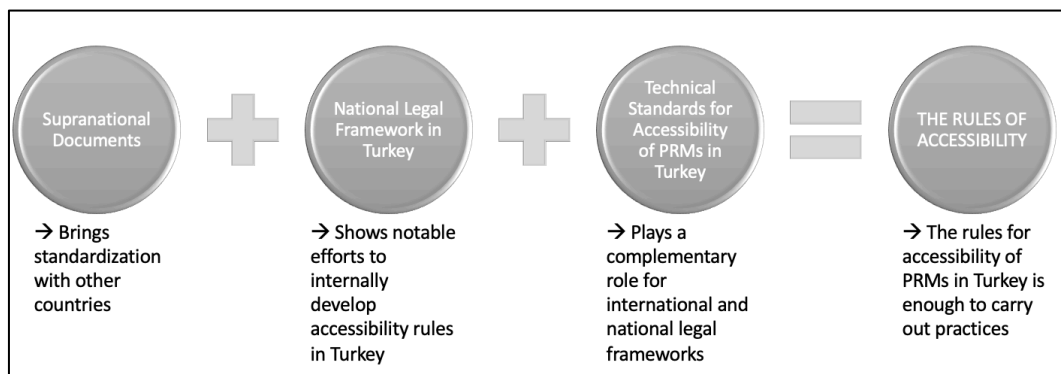 Supranational
Documents
→ Brings
standardization
with other
countries
National Legal
Framework in
Turkey
→ Shows notable
efforts to
internally
develop
accessibility rules
in Turkey
Technical
Standards for
Accessibility
of PRMs in
Turkey
→ Plays a
complementary
role for
international and
national legal
frameworks
THE RULES OF
ACCESSIBILITY
→ The rules for
accessibility of
PRMs in Turkey is
enough to carry
out practices